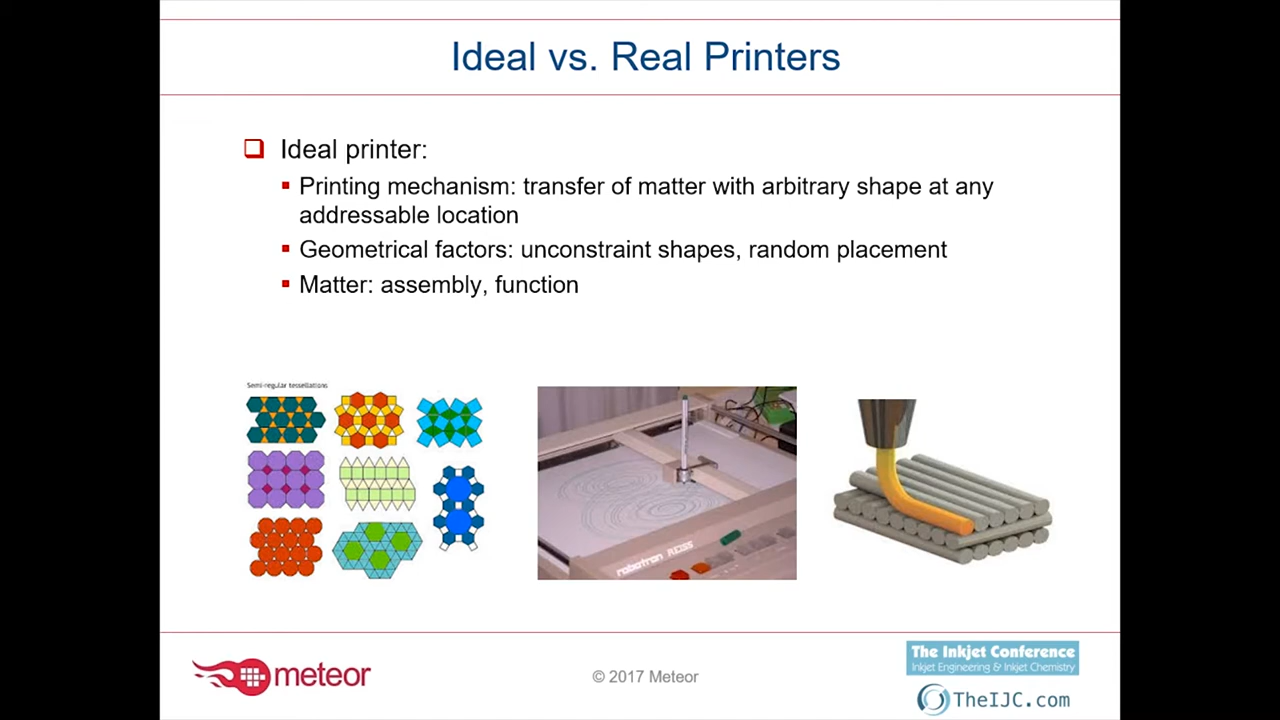 Ideal vs. Real Printers
Ideal printer:
Printing mechanism: transfer of matter with arbitrary shape at any
addressable location
Geometrical factors: unconstraint shapes, random placement
Matter: assembly, function
Semi-regular tessellations
robotron REISS
meteor
© 2017 Meteor
The Inkjet Conference
Inkjet Engineering & Inkjet Chemistry
TheIJC.com